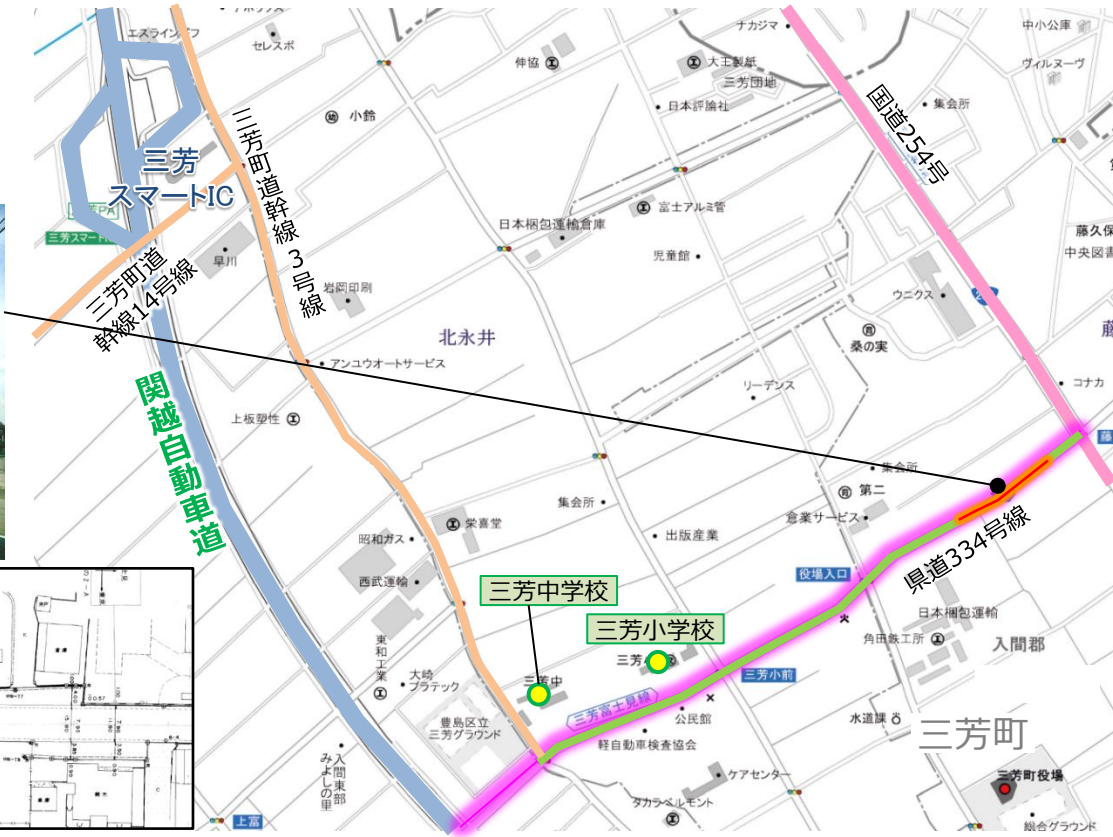 エスライン
セレスポ
ナカジマ
中小公庫
ヴィルヌーヴ
伸協
大王製紙
三芳団地
日本評論社
集会所
国道254号
小鈴
三芳
スマートIC
三芳町道幹線3号線
富士アルミ管
日本梱包運輸倉庫
児童館
早川
三芳町道
幹線14号線
岩岡印刷
ウニクス
中央図書
北永井
桑の実
アンユウオートサービス
リーデンス
コナカ
関越自動車道
上板塑性
集会所
第二
倉業サービス
集会所
栄喜堂
昭和ガス
出版産業
県道334号線
西武運輸
役場入口
三芳中学校
三芳小学校
日本梱包運輸
角田鉄工所
入間郡
東和工業
大崎
プラテック
三芳中
三芳小前
三芳富士見線
豊島区立
三芳グラウンド
公民館
水道課
三芳町
軽自動車検査協会
入間東部
みよしの里
ケアセンター
三芳町役場
タカラベルモント
上富
総合グラウンド